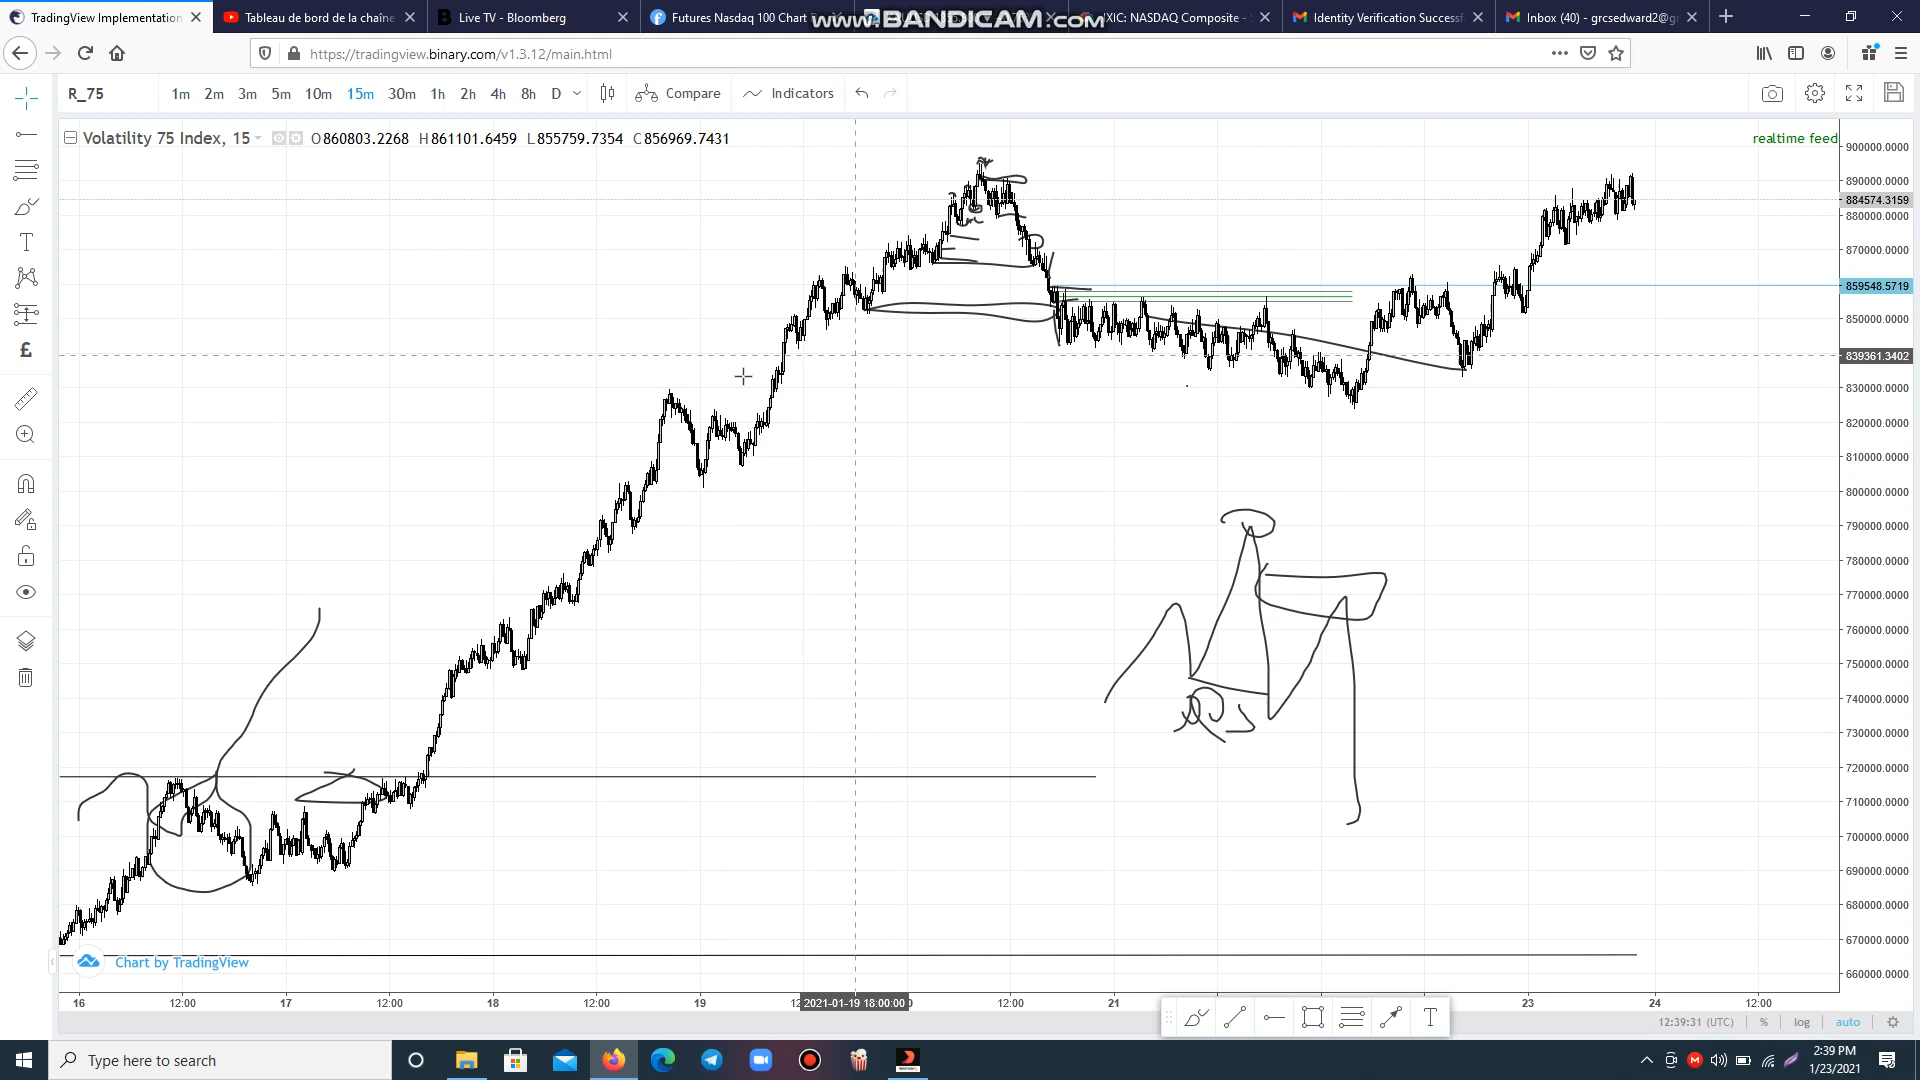 www.BANDICAM.com
TradingView Implementation
Tableau de bord de la chaîne
Live TV - Bloomberg
Futures Nasdaq 100 Chart
IXIC: NASDAQ Composite -
Identity Verification Successf
Inbox (40) - grcsedward2@g
https://tradingview.binary.com/v1.3.12/main.html
R_75
1m 2m 3m 5m 10m 15m 30m 1h 2h 4h 8h D
Compare
Indicators
Volatility 75 Index, 15
O860803.2268 H861101.6459 L855759.7354 C856969.7431
realtime feed
900000.0000
890000.0000
884574.3159
880000.0000
870000.0000
859548.5719
850000.0000
839361.3402
830000.0000
820000.0000
810000.0000
800000.0000
790000.0000
780000.0000
770000.0000
760000.0000
750000.0000
740000.0000
730000.0000
720000.0000
710000.0000
700000.0000
690000.0000
680000.0000
670000.0000
660000.0000
Chart by TradingView
16 12:00 17 12:00 18 12:00 19 2021-01-19 18:00:00 12:00 21 23 24 12:00
12:39:31 (UTC) % log auto
Type here to search
2:39 PM
1/23/2021